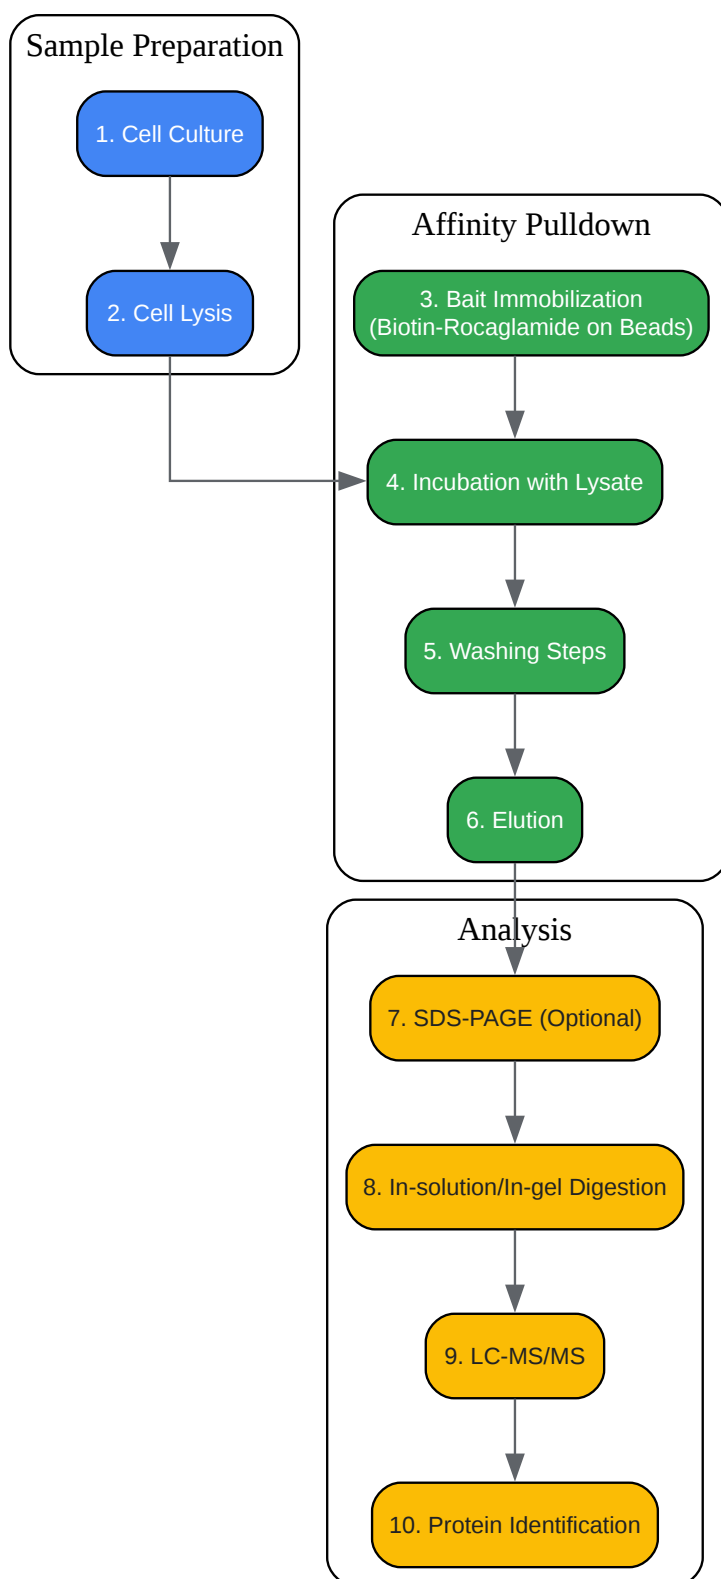 Sample Preparation
1. Cell Culture
2. Cell Lysis
Affinity Pulldown
3. Bait Immobilization
(Biotin-Rocaglamide on Beads)
4. Incubation with Lysate
5. Washing Steps
6. Elution
Analysis
7. SDS-PAGE (Optional)
8. In-solution/In-gel Digestion
9. LC-MS/MS
10. Protein Identification